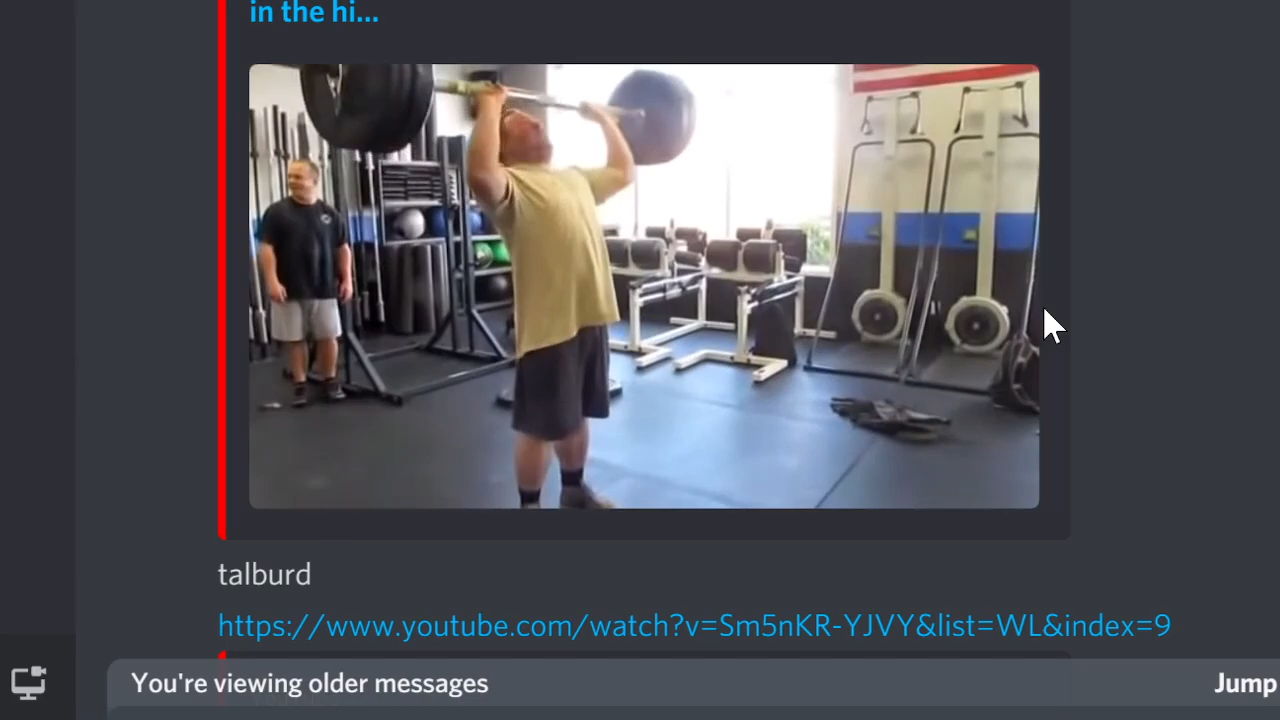 in the hi...
talburd
https://www.youtube.com/watch?v=Sm5nKR-YJVY&list=WL&index=9
You're viewing older messages
Jump